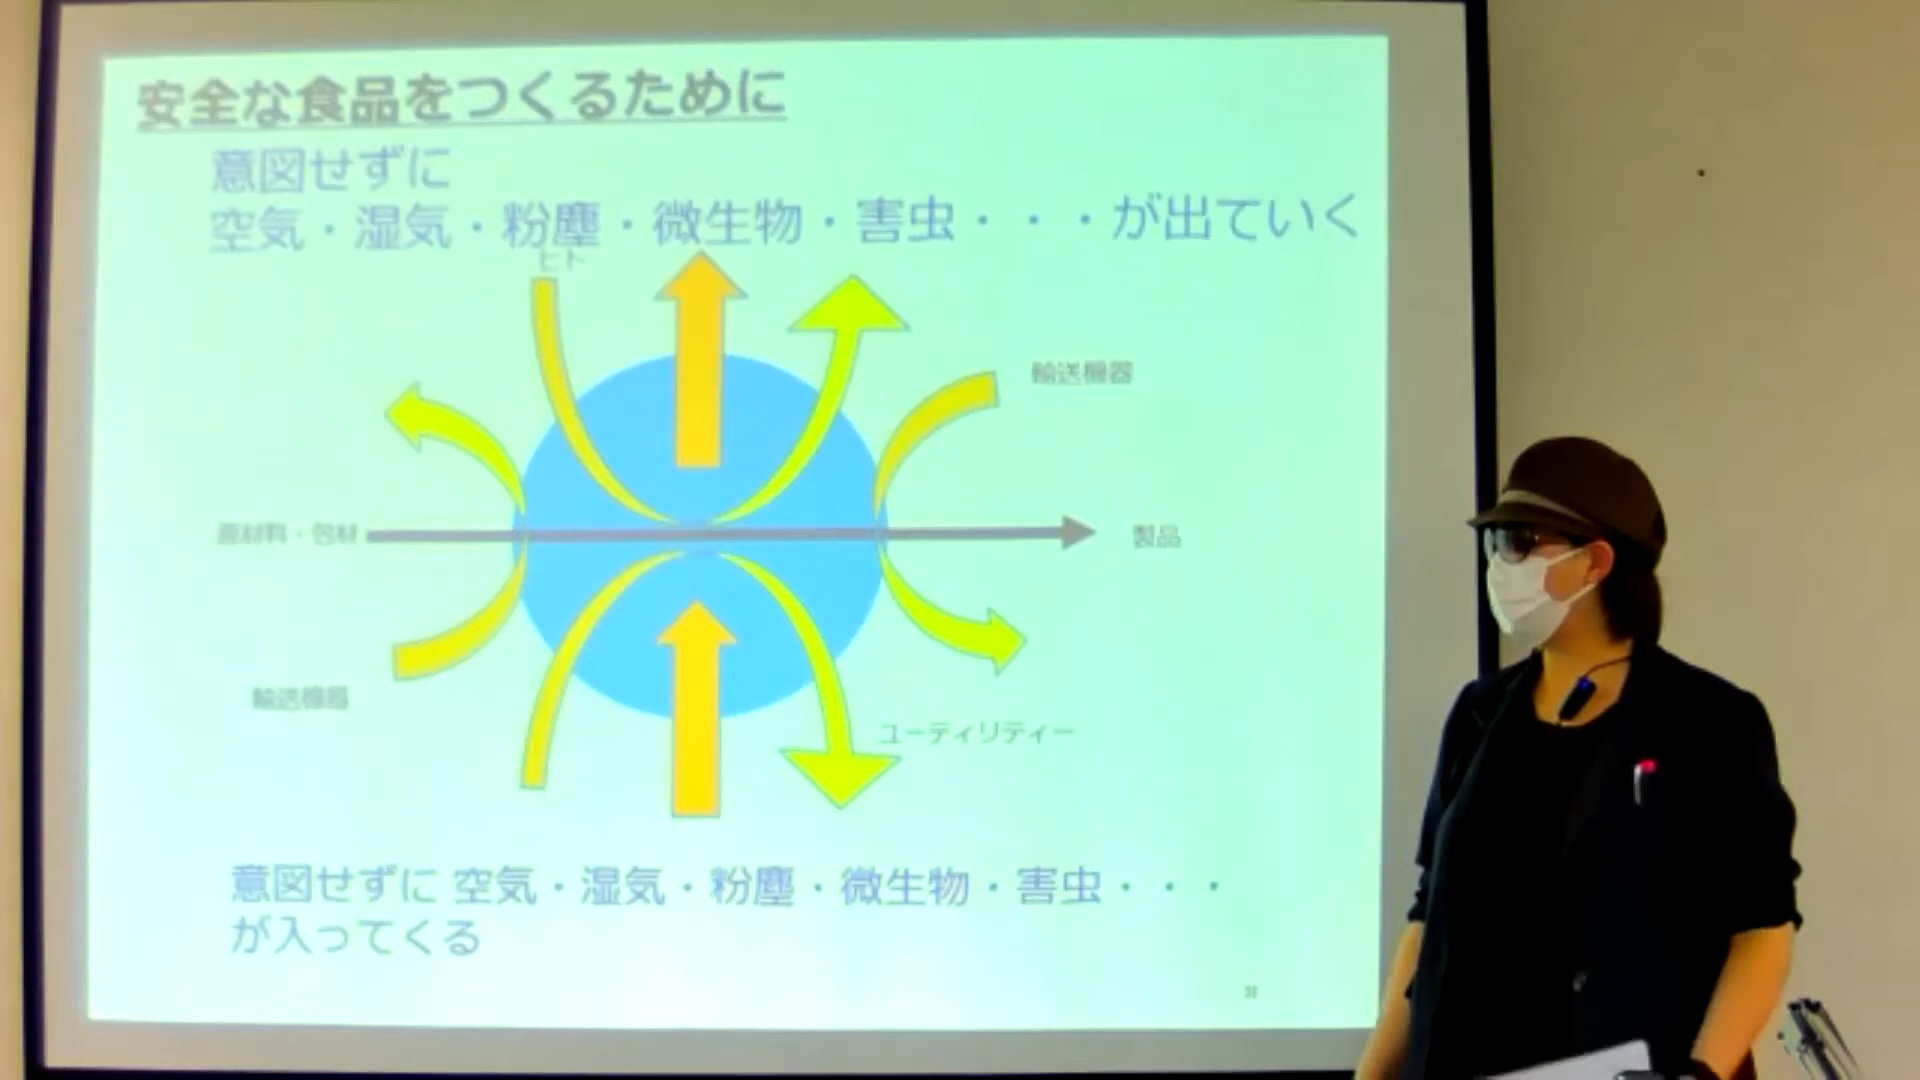 安全な食品をつくるために
意図せずに
空気・湿気・粉塵・微生物・害虫・・・が出ていく
ヒト
輸送機器
原材料・包材
製品
輸送機器
ユーティリティー
意図せずに 空気・湿気・粉塵・微生物・害虫・・・
が入ってくる